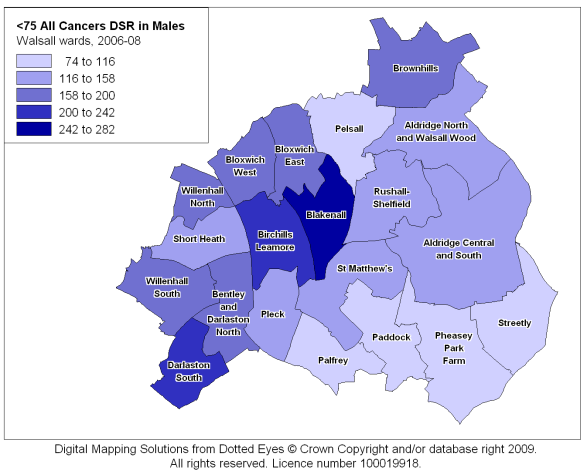 <75 All Cancers DSR in Males
Walsall wards, 2006-08
74 to 116
116 to 158
158 to 200
200 to 242
242 to 282
Brownhills
Pelsall
Aldridge North
and Walsall Wood
Bloxwich
East
Bloxwich
West
Willenhall
North
Rushall-
Shelfield
Blakenall
Short Heath
Birchills
Leamore
Aldridge Central
and South
St Matthew's
Willenhall
South
Bentley
and
Darlaston
North
Pleck
Streetly
Paddock
Pheasey
Park
Farm
Palfrey
Darlaston
South
Digital Mapping Solutions from Dotted Eyes © Crown Copyright and/or database right 2009.
All rights reserved. Licence number 100019918.